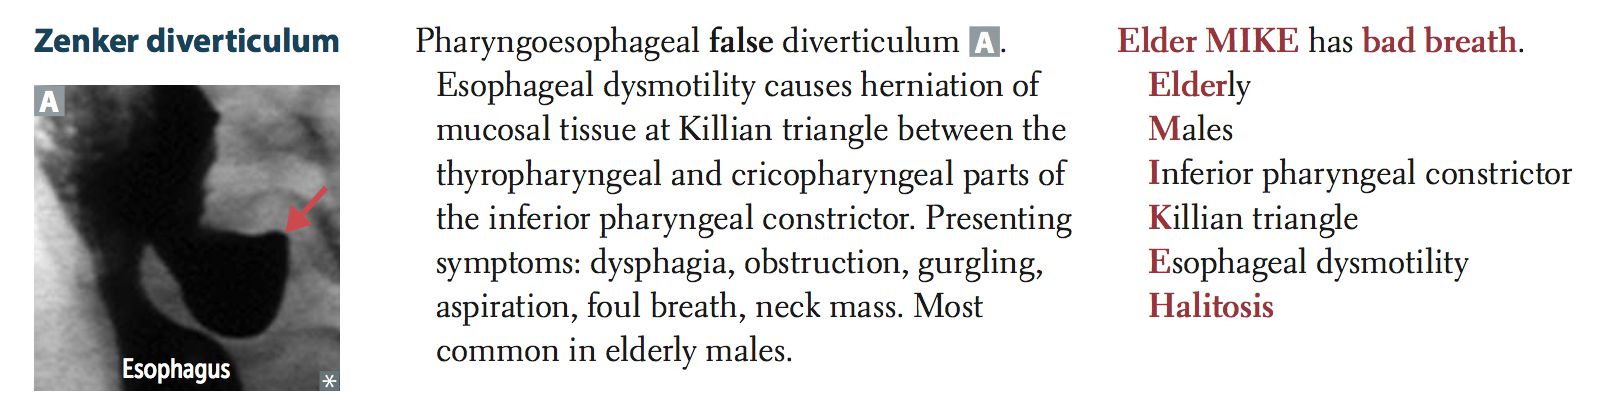 Zenker diverticulum
A
Esophagus
*
Pharyngoesophageal false diverticulum A.
Esophageal dysmotility causes herniation of
mucosal tissue at Killian triangle between the
thyropharyngeal and cricopharyngeal parts of
the inferior pharyngeal constrictor. Presenting
symptoms: dysphagia, obstruction, gurgling,
aspiration, foul breath, neck mass. Most
common in elderly males.
Elder MIKE has bad breath.
Elderly
Males
Inferior pharyngeal constrictor
Killian triangle
Esophageal dysmotility
Halitosis